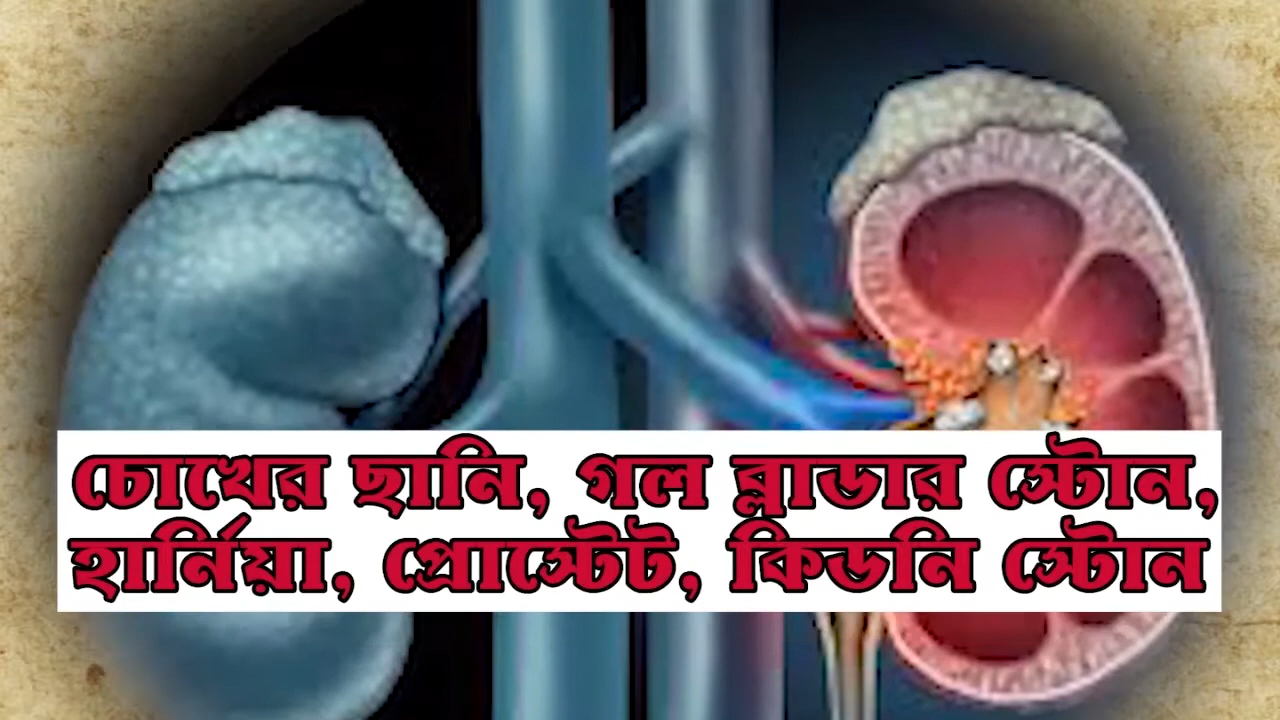 চোখের ছানি, গল ব্লাডার স্টোন,
হার্নিয়া, প্রোস্টেট, কিডনি স্টোন